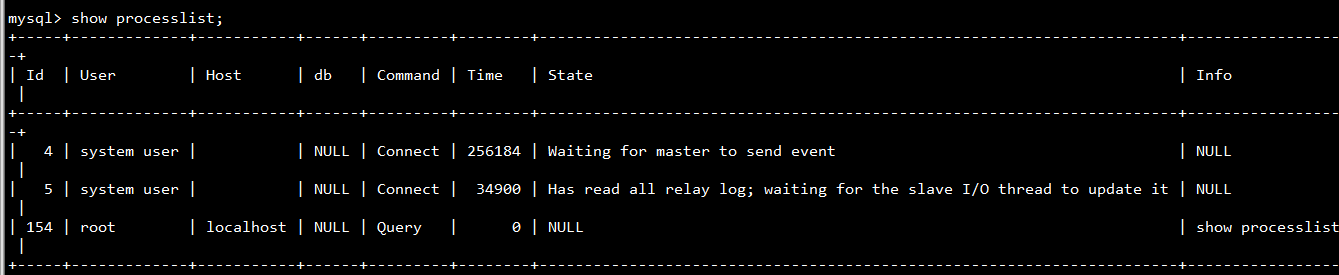 mysql> show processlist;
+-----+-------------+-----------+------+---------+--------+-----------------------------------------------------------------------+------------------
-+
| Id  | User        | Host      | db   | Command | Time   | State                                                                 | Info
 |
+-----+-------------+-----------+------+---------+--------+-----------------------------------------------------------------------+------------------
-+
|   4 | system user |           | NULL | Connect | 256184 | Waiting for master to send event                                      | NULL
 |
|   5 | system user |           | NULL | Connect |  34900 | Has read all relay log; waiting for the slave I/O thread to update it | NULL
 |
| 154 | root        | localhost | NULL | Query   |      0 | NULL                                                                  | show processlist
 |
+-----+-------------+-----------+------+---------+--------+-----------------------------------------------------------------------+------------------